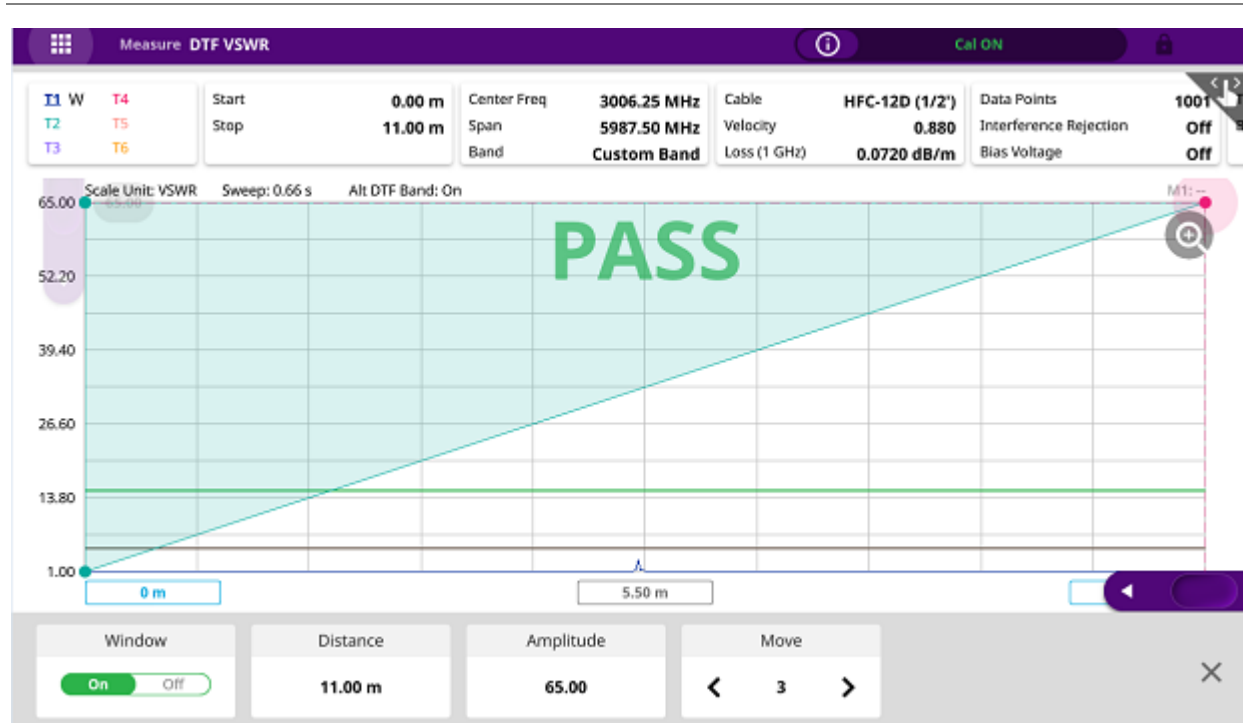 Measure DTF VSWR
Cal ON
T1 W T4
T2 T5
T3 T6
Start 0.00 m
Stop 11.00 m
Center Freq 3006.25 MHz
Span 5987.50 MHz
Band Custom Band
Cable HFC-12D (1/2')
Velocity 0.880
Loss (1 GHz) 0.0720 dB/m
Data Points 1001
Interference Rejection Off
Bias Voltage Off
Scale Unit: VSWR Sweep: 0.66 s Alt DTF Band: On M1: --
65.00 65.00
PASS
52.20
39.40
26.60
13.80
1.00
0 m 5.50 m
Window Distance Amplitude Move
On Off 11.00 m 65.00 3